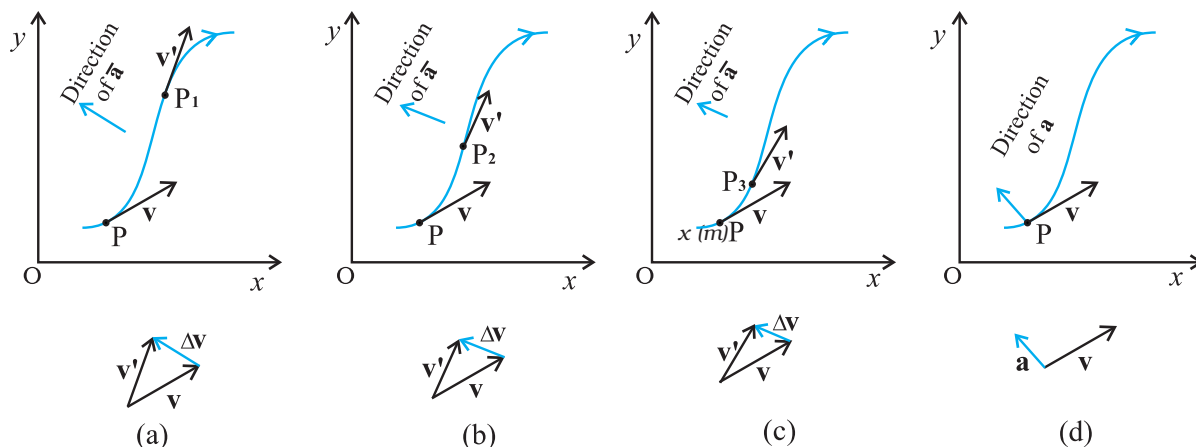 y
v'
Direction
of a̅
P1
v
P
O
x
v' Δv
v
(a)
y
Direction
of a̅
v'
P2
v
P
O
x
Δv
v'
v
(b)
y
Direction
of a̅
v'
P3
v
x (m) P
O
x
Δv
v'
v
(c)
y
Direction
of a
v
P
O
x
a v
(d)